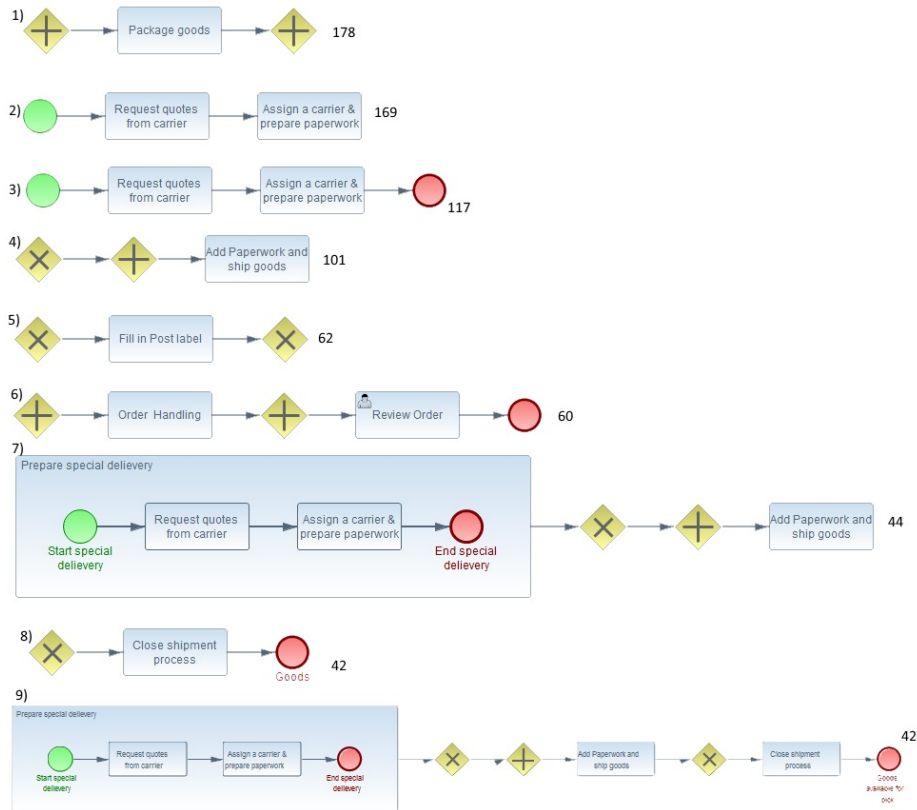 1)
Package goods
178
2)
Request quotes
from carrier
Assign a carrier &
prepare paperwork
169
3)
Request quotes
from carrier
Assign a carrier &
prepare paperwork
117
4)
Add Paperwork and
ship goods
101
5)
Fill in Post label
62
6)
Order Handling
Review Order
60
7)
Prepare special delievery
Request quotes
from carrier
Assign a carrier &
prepare paperwork
Start special
delievery
End special
delievery
Add Paperwork and
ship goods
44
8)
Close shipment
process
Goods
42
9)
Prepare special delievery
Request quotes
from carrier
Assign a carrier &
prepare paperwork
Start special
delievery
End special
delievery
Add Paperwork and
ship goods
Close shipment
process
42
Goods
available for
pick